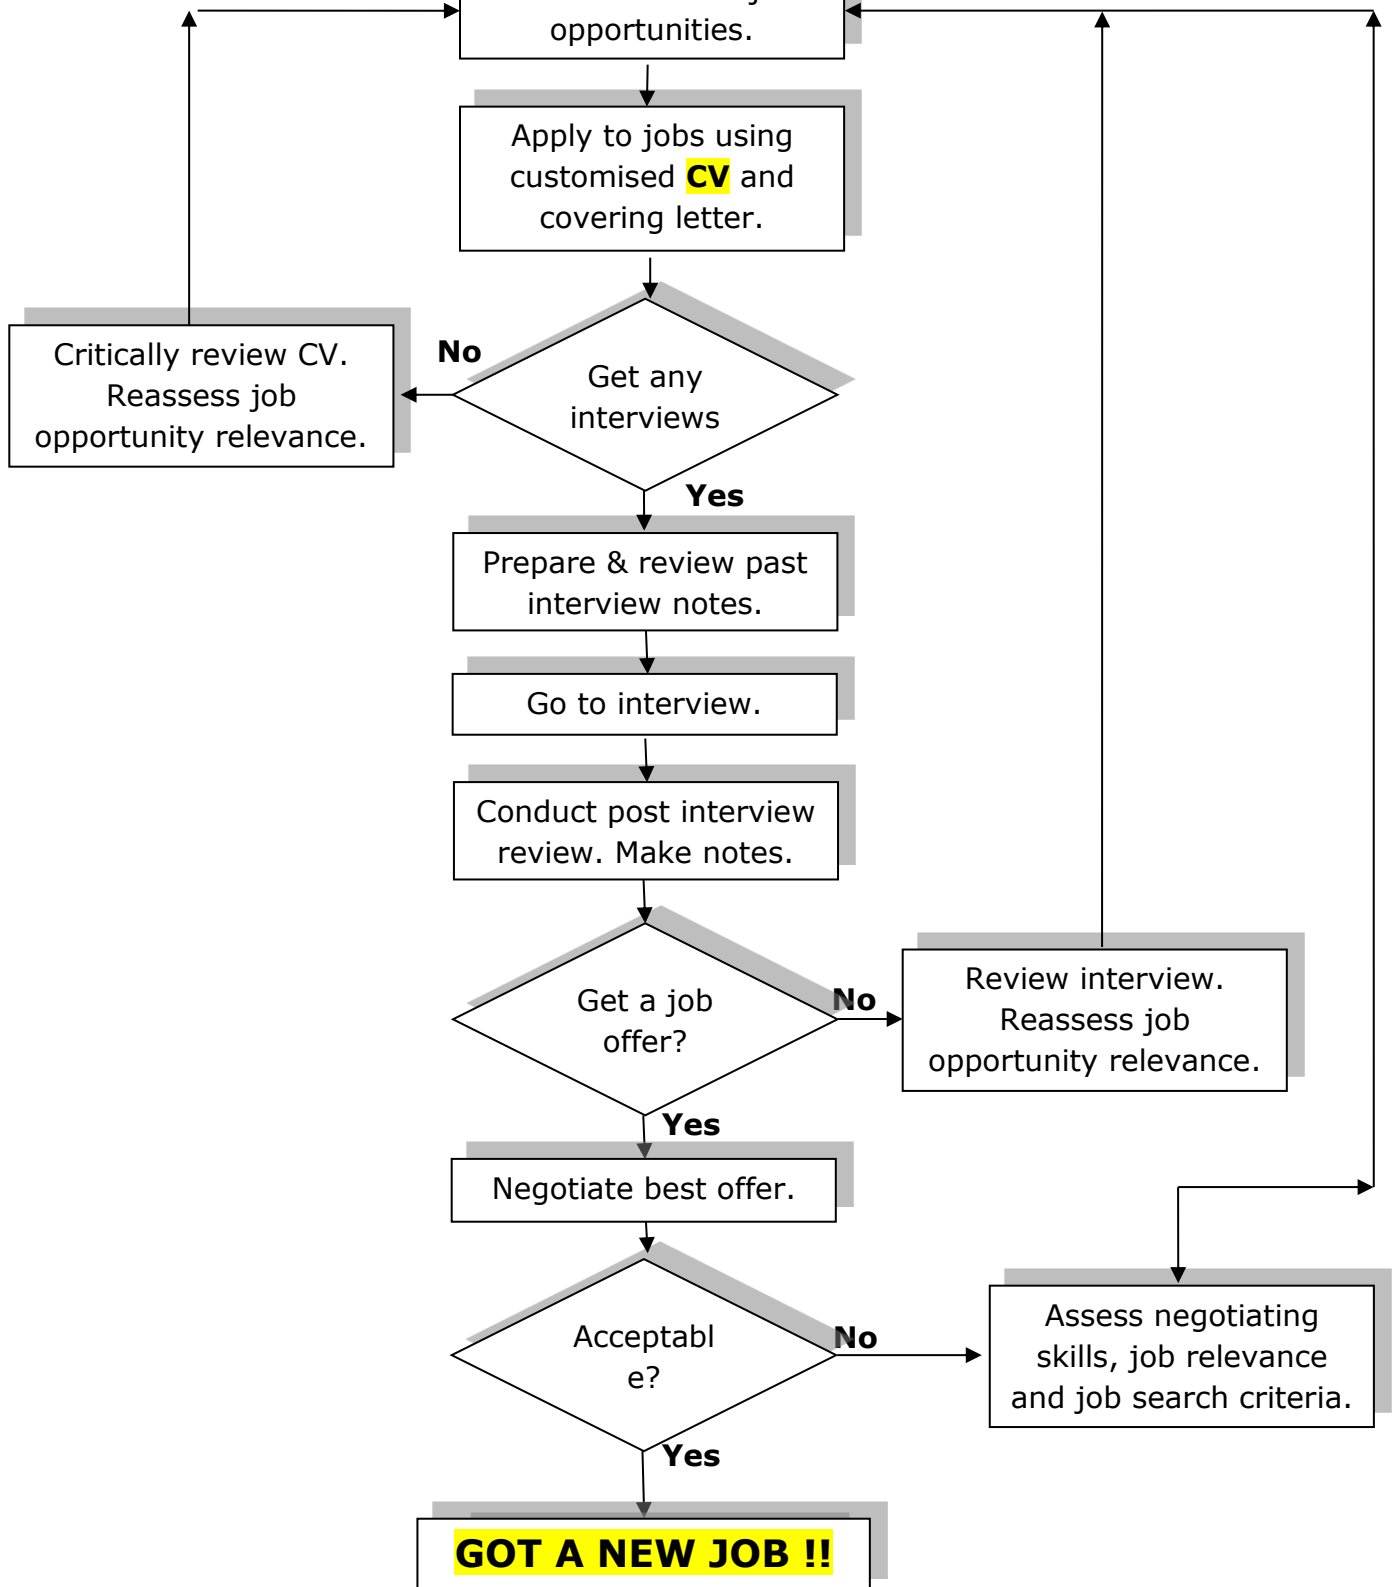 opportunities.
Apply to jobs using
customised CV and
covering letter.
Critically review CV.
Reassess job
opportunity relevance.
No
Get any
interviews
Yes
Prepare & review past
interview notes.
Go to interview.
Conduct post interview
review. Make notes.
Get a job
offer?
No
Review interview.
Reassess job
opportunity relevance.
Yes
Negotiate best offer.
Acceptabl
e?
No
Assess negotiating
skills, job relevance
and job search criteria.
Yes
GOT A NEW JOB !!